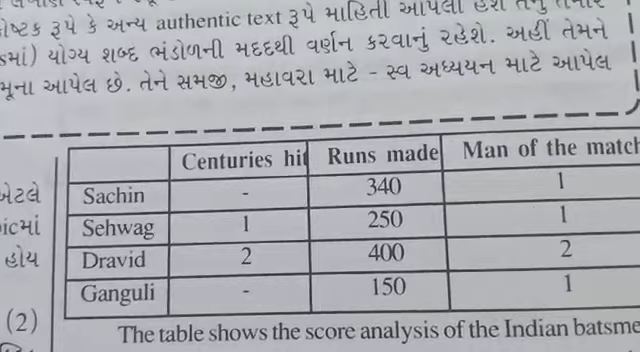 રૂપે કે અન્ય authentic text રૂપે માહિતી આપેલી હશે
યોગ્ય શબ્દ ભંડોળની મદદથી વર્ણન કરવાનું રહેશે. અહીં તેમને
આપેલ છે. તેને સમજી, મહાવરા માટે - સ્વ અધ્યયન માટે આપેલ
Centuries hit Runs made Man of the match
Sachin - 340 1
Sehwag 1 250 1
Dravid 2 400 2
Ganguli - 150 1
હોય
(2)
The table shows the score analysis of the Indian batsme